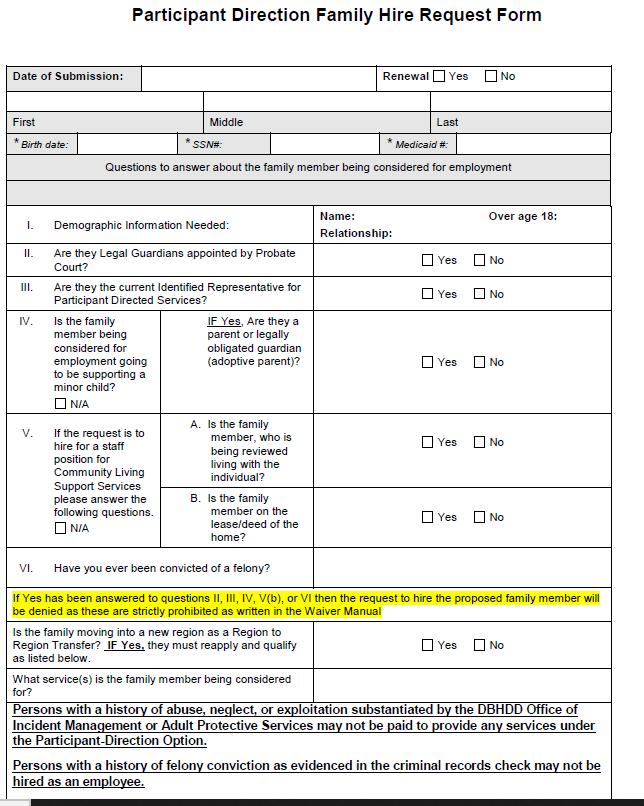 Participant Direction Family Hire Request Form
Date of Submission:
Renewal Yes No
First Middle Last
* Birth date: * SSN#: * Medicaid #:
Questions to answer about the family member being considered for employment
I. Demographic Information Needed:
Name: Over age 18:
Relationship:
II. Are they Legal Guardians appointed by Probate
Court?
Yes No
III. Are they the current Identified Representative for
Participant Directed Services?
Yes No
IV. Is the family
member being
considered for
employment going
to be supporting a
minor child?
N/A
IF Yes, Are they a
parent or legally
obligated guardian
(adoptive parent)?
Yes No
V. If the request is to
hire for a staff
position for
Community Living
Support Services
please answer the
following questions.
N/A
A. Is the family
member, who is
being reviewed
living with the
individual?
Yes No
B. Is the family
member on the
lease/deed of the
home?
Yes No
VI. Have you ever been convicted of a felony?
If Yes has been answered to questions II, III, IV, V(b), or VI then the request to hire the proposed family member will
be denied as these are strictly prohibited as written in the Waiver Manual
Is the family moving into a new region as a Region to
Region Transfer? IF Yes, they must reapply and qualify
as listed below.
Yes No
What service(s) is the family member being considered
for?
Persons with a history of abuse, neglect, or exploitation substantiated by the DBHDD Office of
Incident Management or Adult Protective Services may not be paid to provide any services under
the Participant-Direction Option.
Persons with a history of felony conviction as evidenced in the criminal records check may not be
hired as an employee.